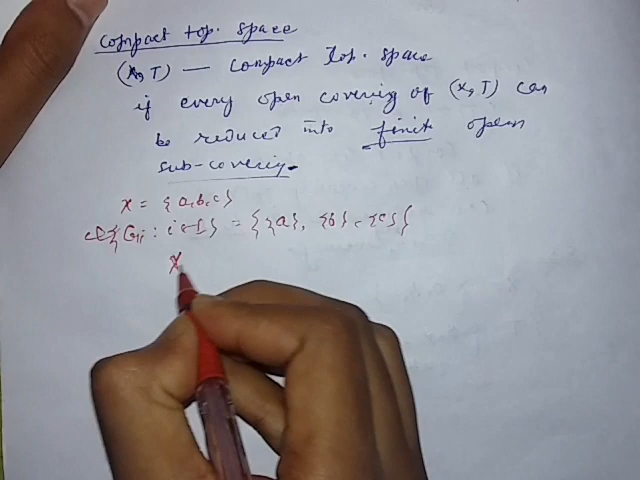 Compact top. space
(X, T) — Compact Top. space
if every open covering of (X, T) can
be reduced into finite open
sub-covering.
X = {a,b,c}
{Gi : i∈I} = {{a}, {b}, {c}}
X